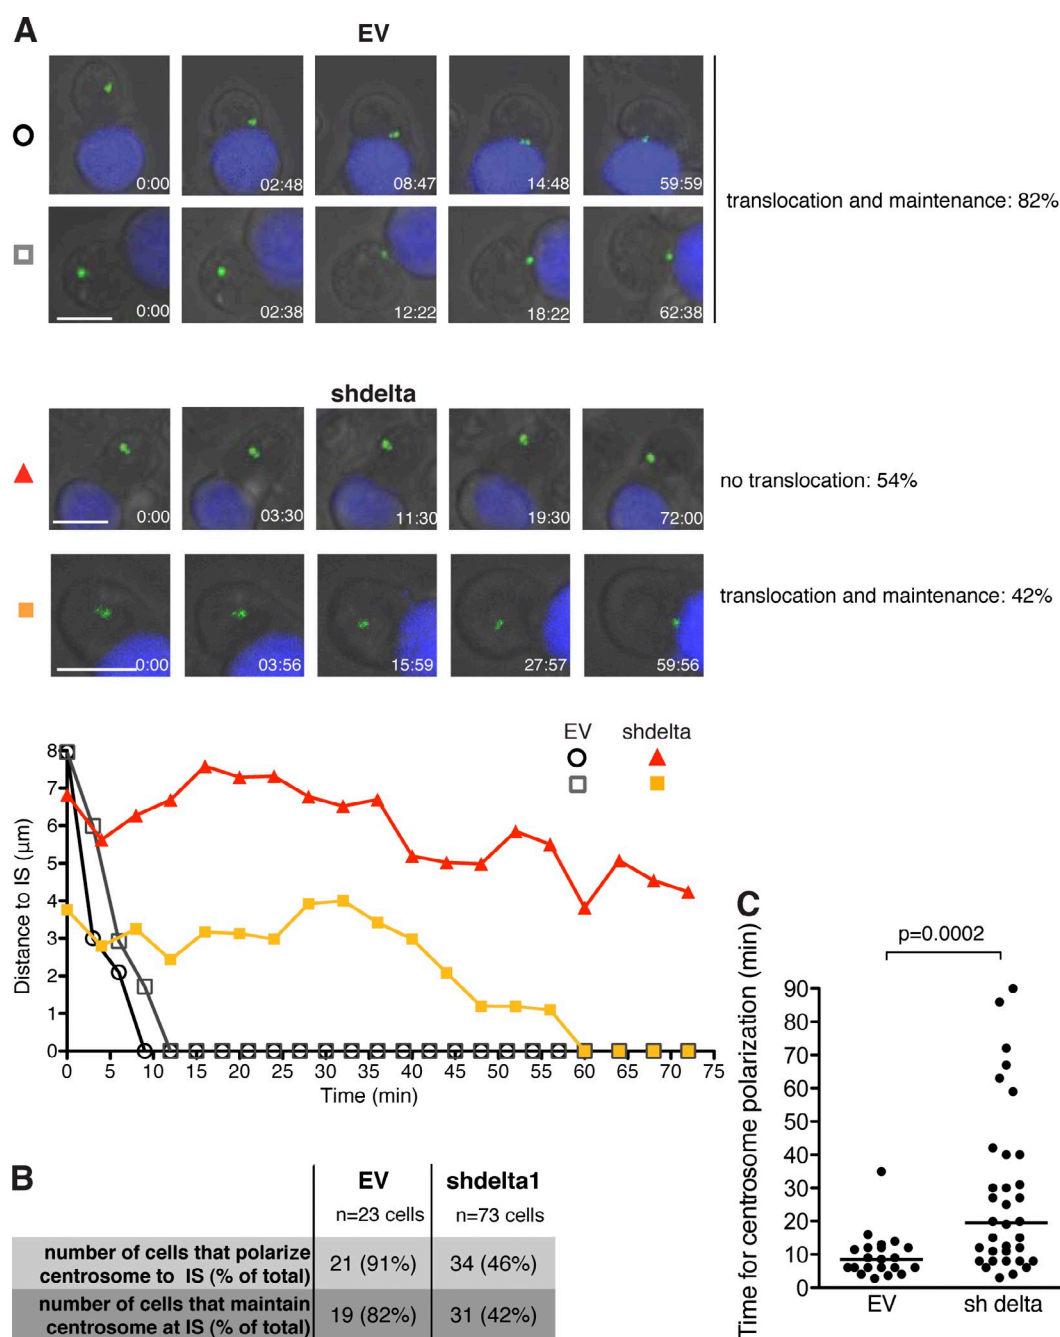 A
EV
0:00
02:48
08:47
14:48
59:59
translocation and maintenance: 82%
0:00
02:38
12:22
18:22
62:38
shdelta
0:00
03:30
11:30
19:30
72:00
no translocation: 54%
0:00
03:56
15:59
27:57
59:56
translocation and maintenance: 42%
EV shdelta
8
7
6
5
4
3
2
1
0
Distance to IS (µm)
0 5 10 15 20 25 30 35 40 45 50 55 60 65 70 75
Time (min)
B
EV shdelta1
n=23 cells n=73 cells
number of cells that polarize
centrosome to IS (% of total)
21 (91%) 34 (46%)
number of cells that maintain
centrosome at IS (% of total)
19 (82%) 31 (42%)
C
p=0.0002
Time for centrosome polarization (min)
90
80
70
60
50
40
30
20
10
0
EV sh delta